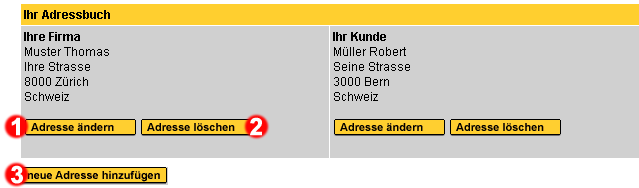 Ihr Adressbuch
Ihre Firma
Muster Thomas
Ihre Strasse
8000 Zürich
Schweiz
1 Adresse ändern Adresse löschen 2
Ihr Kunde
Müller Robert
Seine Strasse
3000 Bern
Schweiz
Adresse ändern Adresse löschen
3 neue Adresse hinzufügen